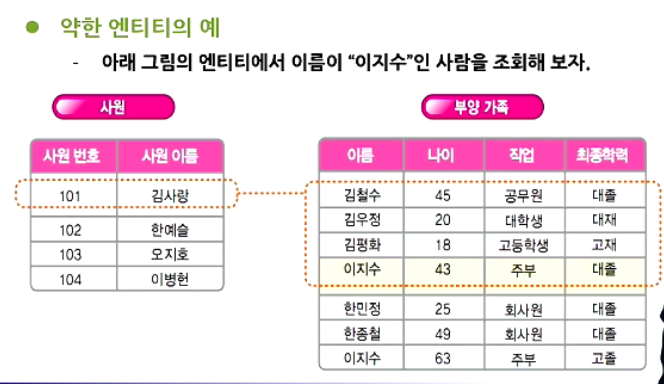 약한 엔티티의 예
- 아래 그림의 엔티티에서 이름이 “이지수”인 사람을 조회해 보자.
사원
사원 번호 사원 이름
101 김사랑
102 한예슬
103 오지호
104 이병헌
부양 가족
이름 나이 직업 최종학력
김철수 45 공무원 대졸
김우정 20 대학생 대재
김평화 18 고등학생 고재
이지수 43 주부 대졸
한민정 25 회사원 대졸
한종철 49 회사원 대졸
이지수 63 주부 고졸